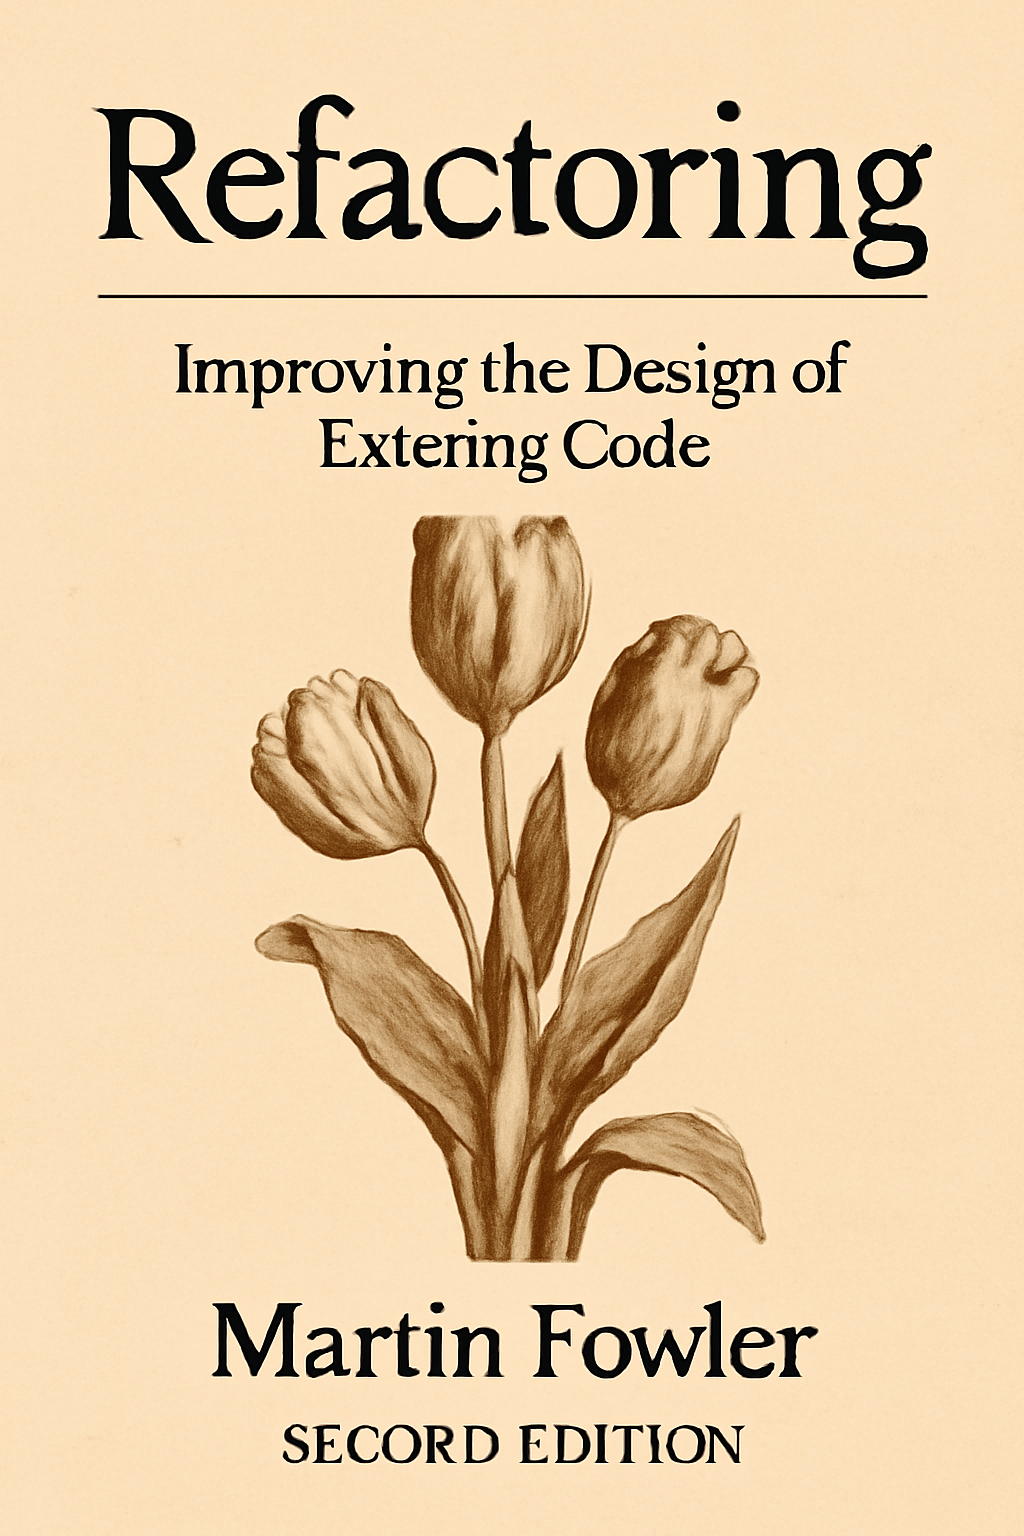 Refactoring
Improving the Design of
Extering Code
Martin Fowler
SECORD EDITION